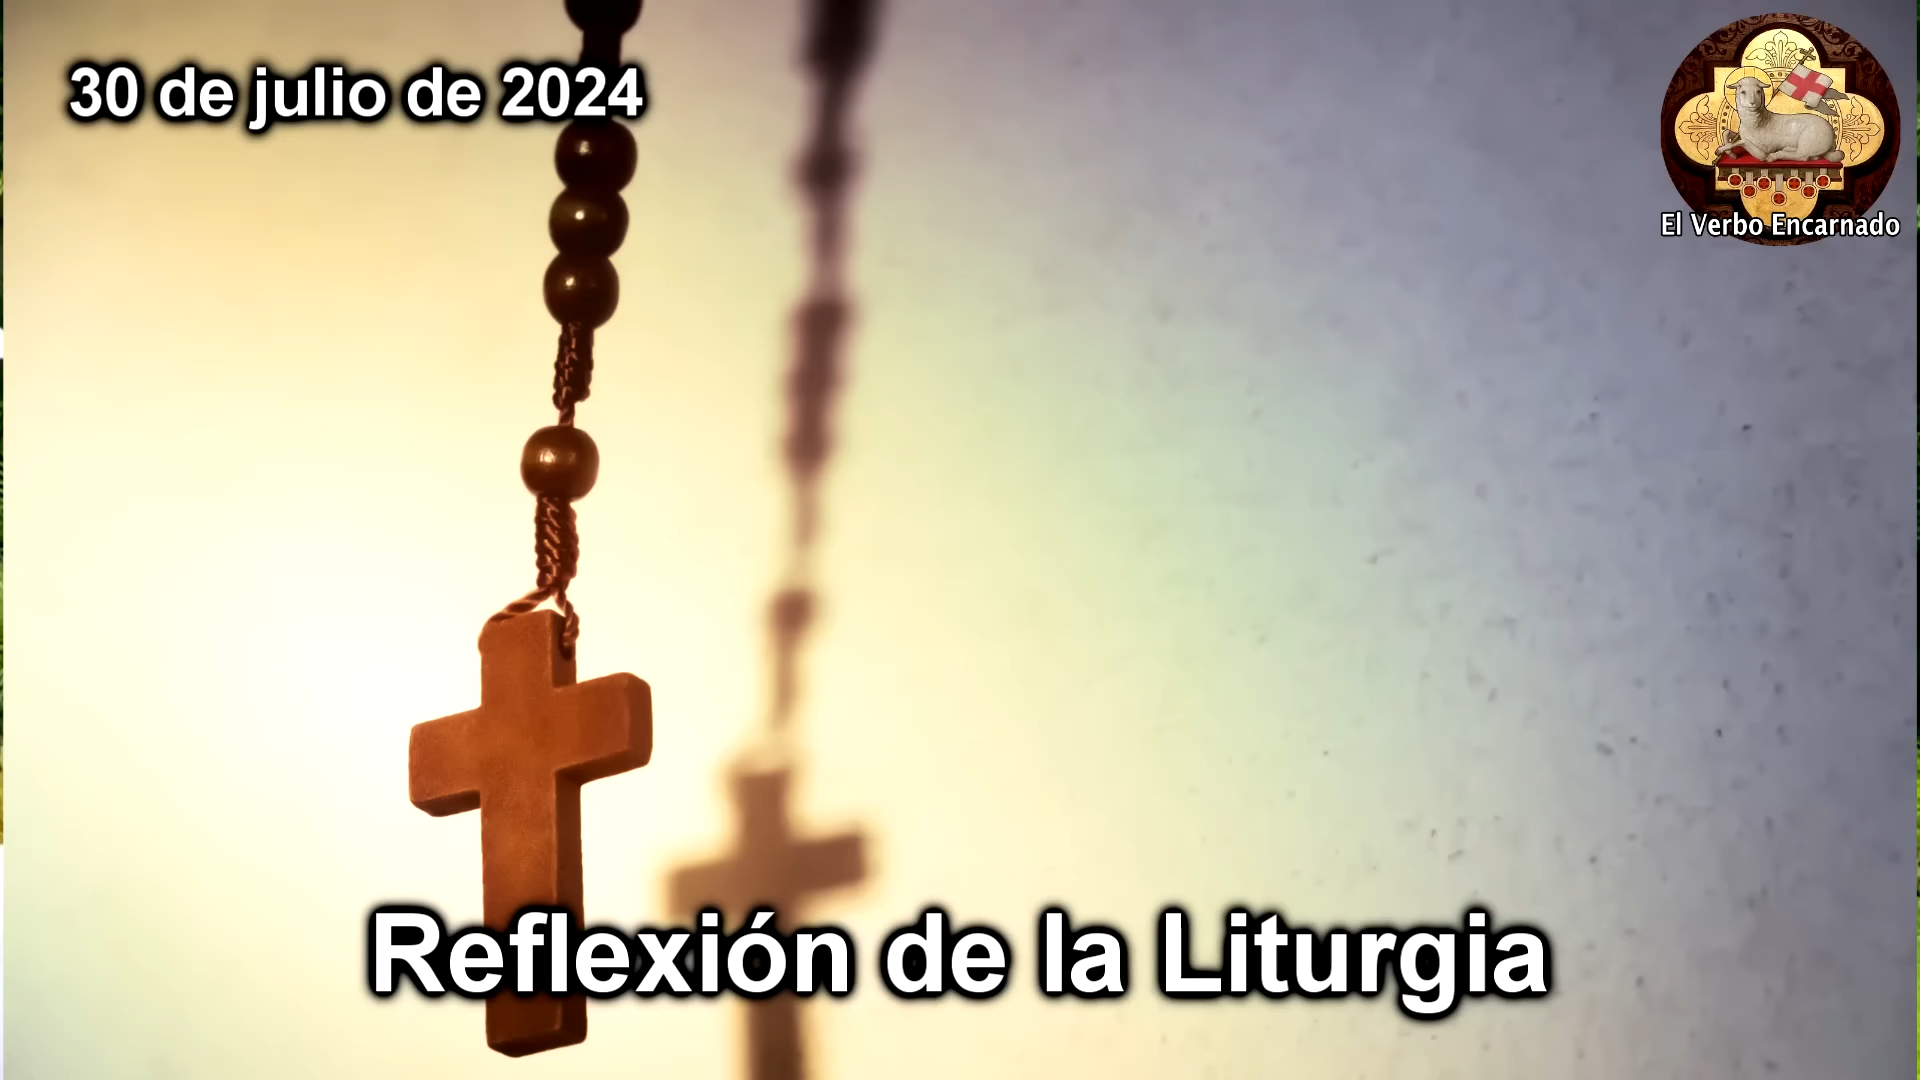 30 de julio de 2024
El Verbo Encarnado
Reflexión de la Liturgia